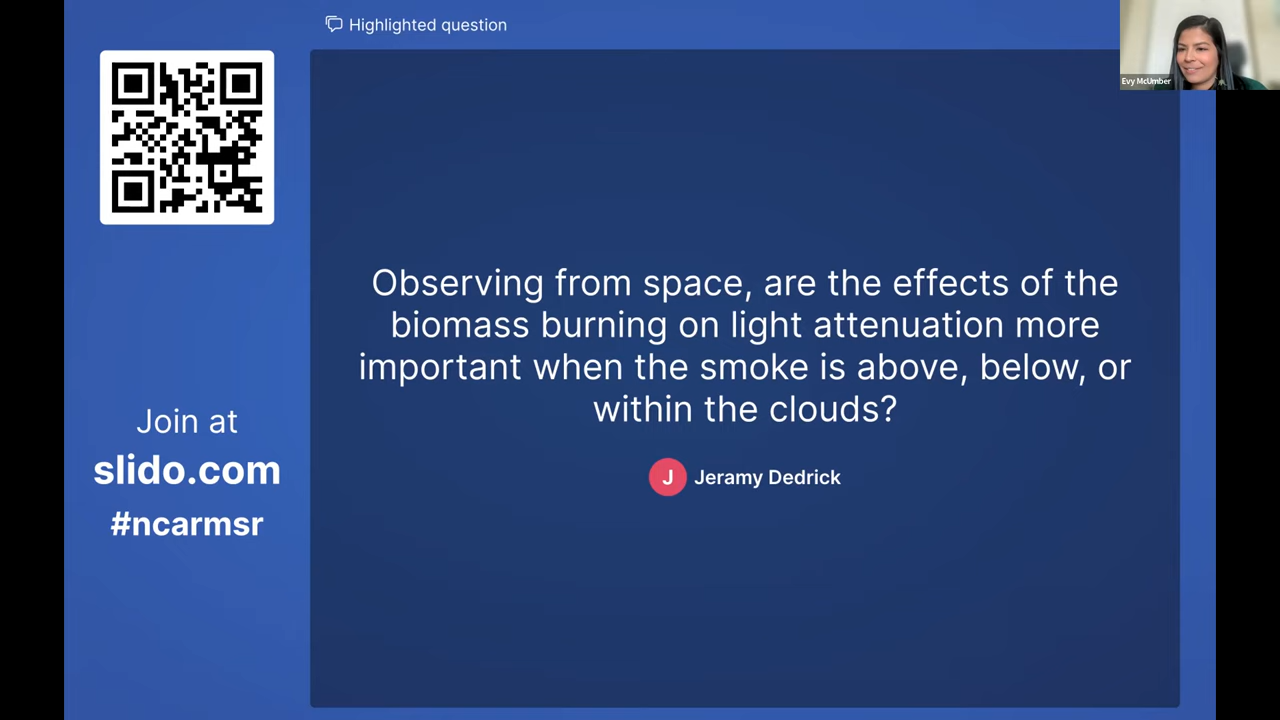 Highlighted question
Evy McUmber
Observing from space, are the effects of the
biomass burning on light attenuation more
important when the smoke is above, below, or
within the clouds?
J Jeramy Dedrick
Join at
slido.com
#ncarmsr